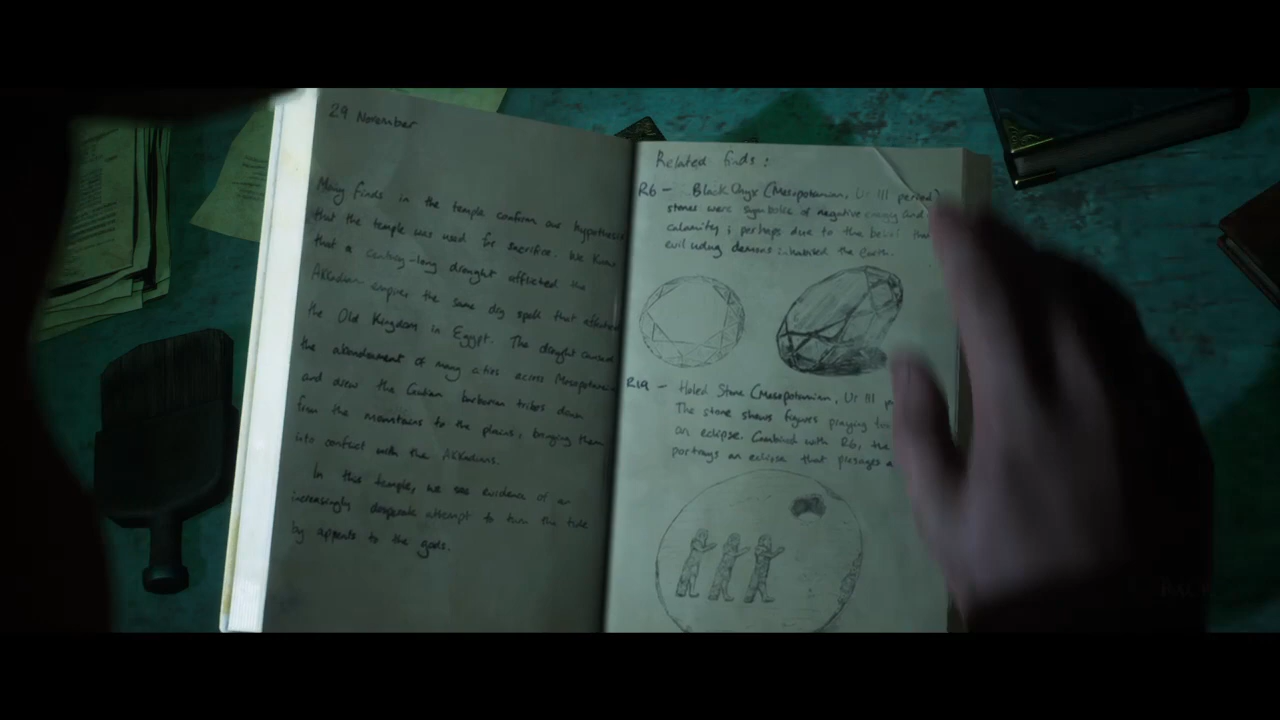 29 November
Many finds in the temple confirm our hypothesis
that the temple was used for sacrifice. We know
that a century-long drought afflicted the
Akkadian empire the same dry spell that affected
the Old Kingdom in Egypt. The drought caused
the abandonment of many cities across Mesopotamia
and drew the Gutian barbarian tribes down
from the mountains to the plains, bringing them
into contact with the Akkadians.
In this temple, we see evidence of an
increasingly desperate attempt to turn the tide
by appeals to the gods.
Related finds:
R6 - Black Onyx (Mesopotamian, Ur III period)
stones were symbolic of negative energy and
calamity; perhaps due to the belief that
evil udug demons inhabited the earth.
R19 - Holed Stone (Mesopotamian, Ur III
The stone shows figures praying
an eclipse. Combined with R6, the
portrays an eclipse that presages a
BACK